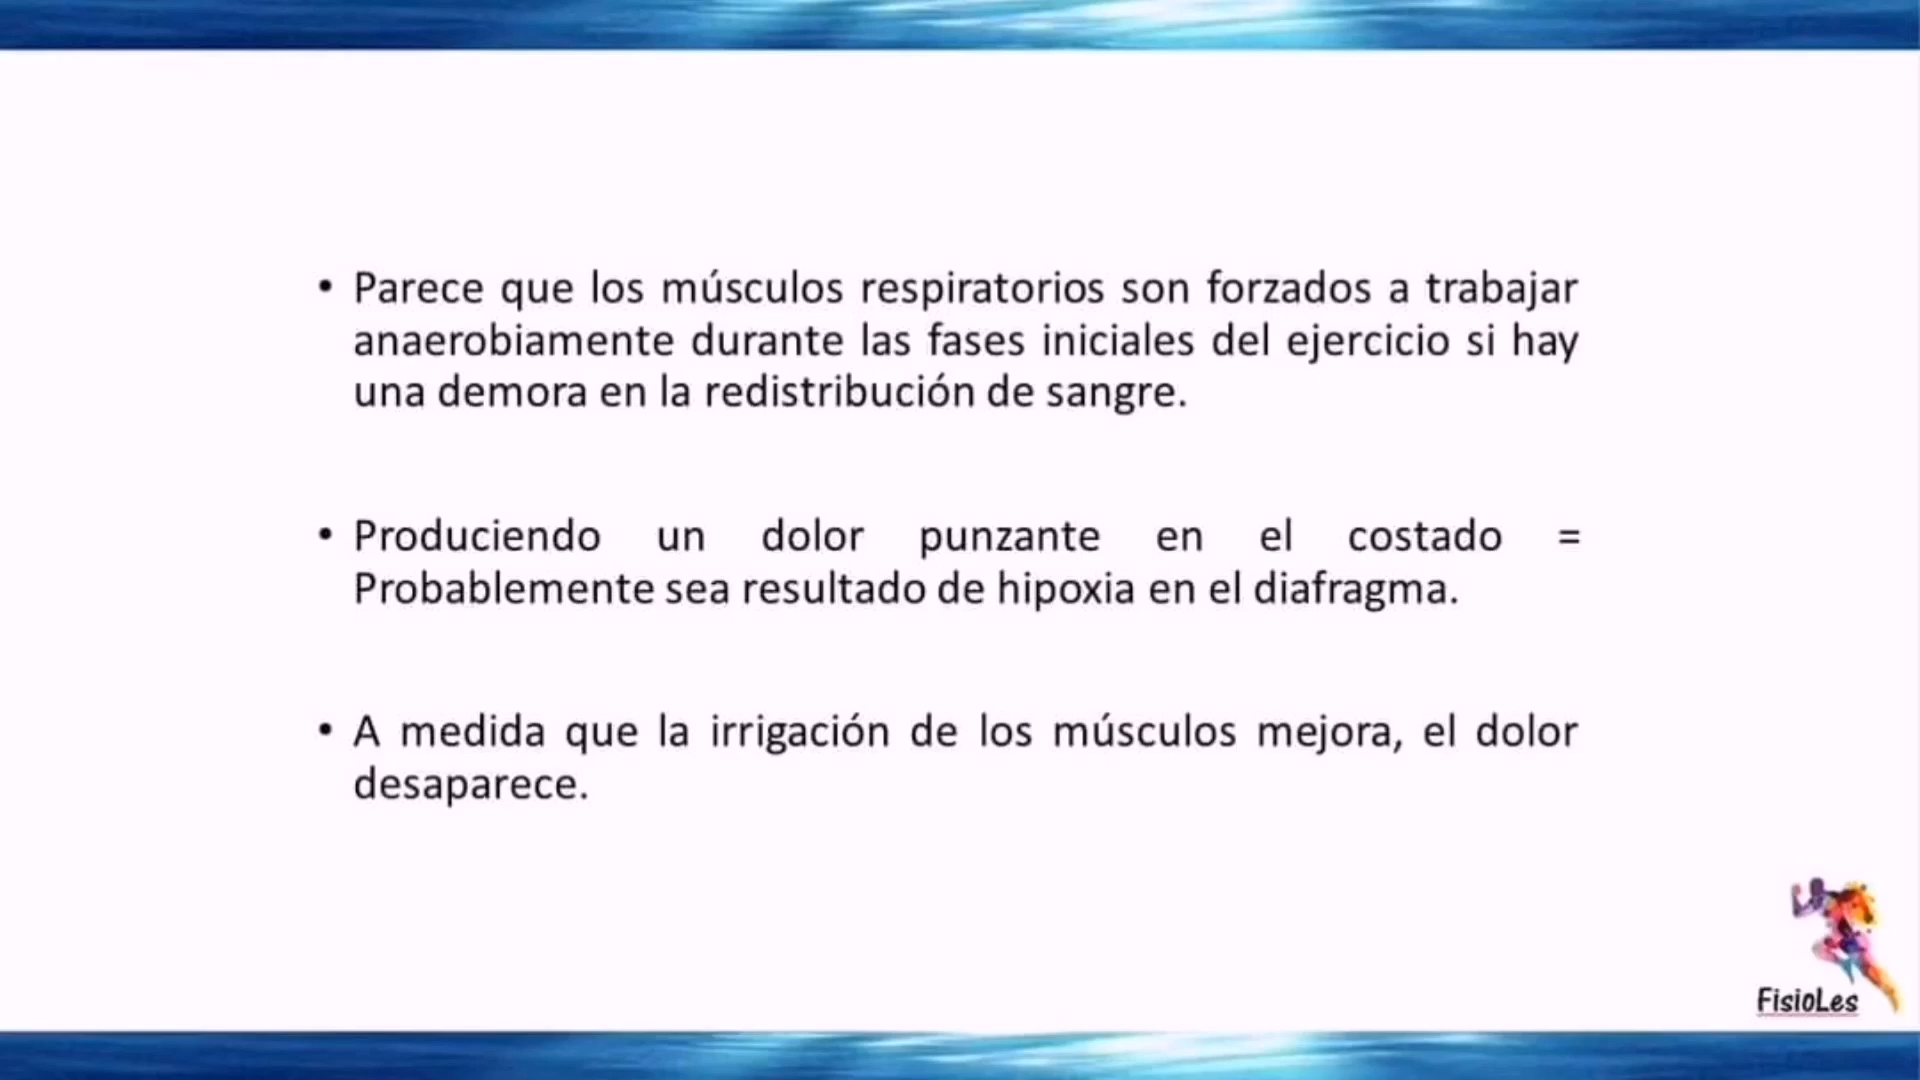 • Parece que los músculos respiratorios son forzados a trabajar
anaerobiamente durante las fases iniciales del ejercicio si hay
una demora en la redistribución de sangre.
• Produciendo un dolor punzante en el costado =
Probablemente sea resultado de hipoxia en el diafragma.
• A medida que la irrigación de los músculos mejora, el dolor
desaparece.
FisioLes